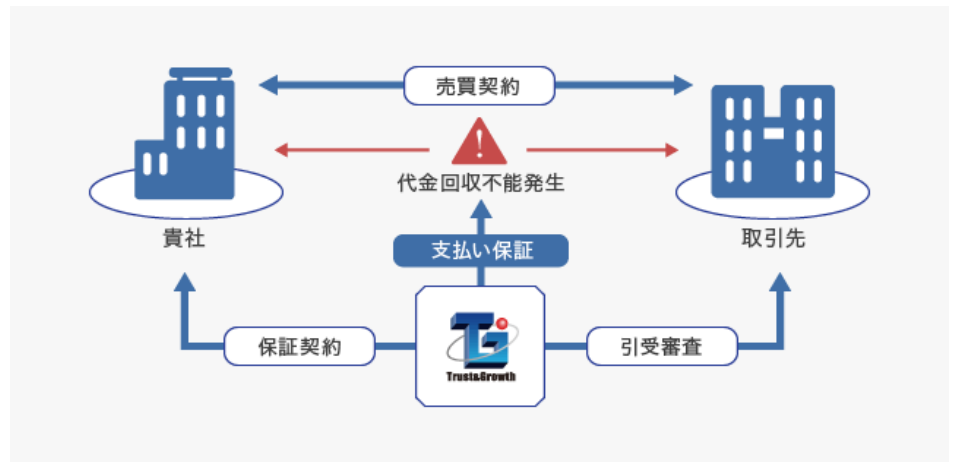 売買契約
代金回収不能発生
貴社
取引先
支払い保証
保証契約
引受審査
TG
Trust&Growth